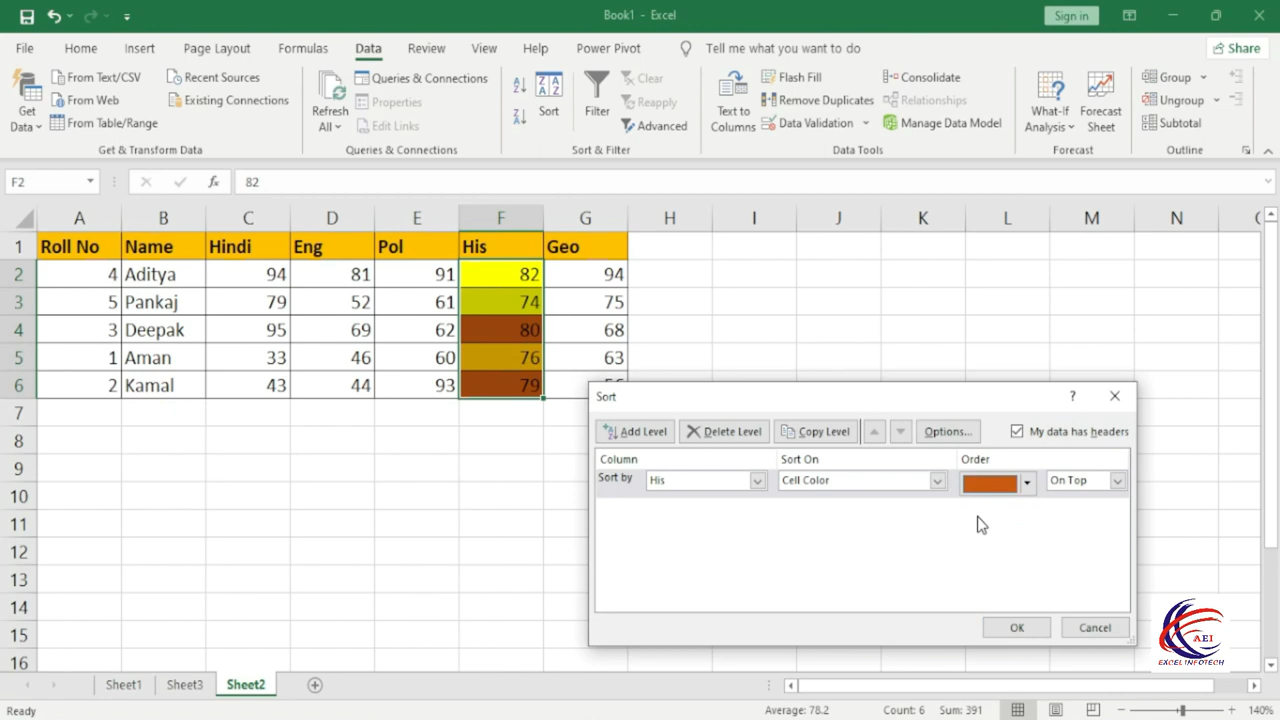 Book1 - Excel
Sign in
File Home Insert Page Layout Formulas Data Review View Help Power Pivot Tell me what you want to do Share
Get Data
From Text/CSV
From Web
From Table/Range
Recent Sources
Existing Connections
Get & Transform Data
Refresh All
Queries & Connections
Properties
Edit Links
Queries & Connections
Sort
Filter
Clear
Reapply
Advanced
Sort & Filter
Text to Columns
Flash Fill
Remove Duplicates
Data Validation
Consolidate
Relationships
Manage Data Model
Data Tools
What-If Analysis
Forecast Sheet
Forecast
Group
Ungroup
Subtotal
Outline
F2 fx 82
A B C D E F G H I J K L M N
1 Roll No Name Hindi Eng Pol His Geo
2 4 Aditya 94 81 91 82 94
3 5 Pankaj 79 52 61 74 75
4 3 Deepak 95 69 62 80 68
5 1 Aman 33 46 60 76 63
6 2 Kamal 43 44 93 79
7
8
9
10
11
12
13
14
15
16
Sort ?
Add Level Delete Level Copy Level Options... My data has headers
Column Sort On Order
Sort by His Cell Color On Top
OK Cancel
AEI
EXCEL INFOTECH
Sheet1 Sheet3 Sheet2
Ready Average: 78.2 Count: 6 Sum: 391 140%